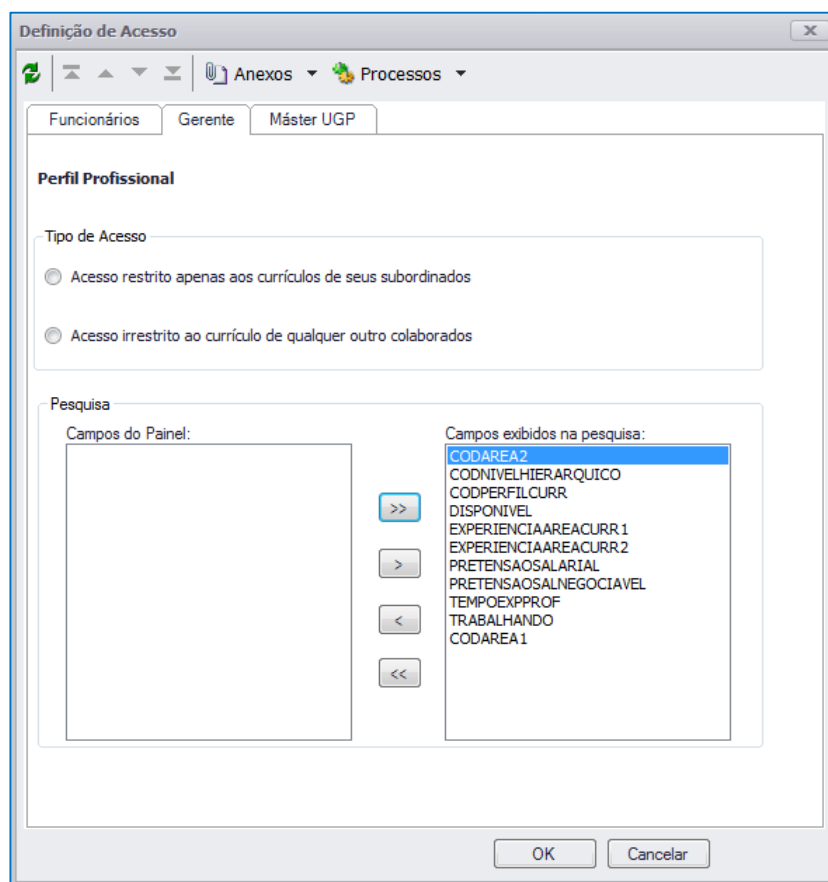 Definição de Acesso
Anexos Processos
Funcionários Gerente Máster UGP
Perfil Profissional
Tipo de Acesso
Acesso restrito apenas aos currículos de seus subordinados
Acesso irrestrito ao currículo de qualquer outro colaborados
Pesquisa
Campos do Painel: Campos exibidos na pesquisa:
CODAREA2
CODNIVELHIERARQUICO
CODPERFILCURR
DISPONIVEL
EXPERIENCIAAREACURR1
EXPERIENCIAAREACURR2
PRETENSAOSALARIAL
PRETENSAOSALNEGOCIAVEL
TEMPOEXPPROF
TRABALHANDO
CODAREA1
>>
>
<
<<
OK Cancelar